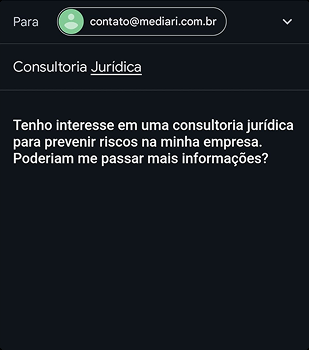 Para contato@mediari.com.br
Consultoria Jurídica
Tenho interesse em uma consultoria jurídica
para prevenir riscos na minha empresa.
Poderiam me passar mais informações?